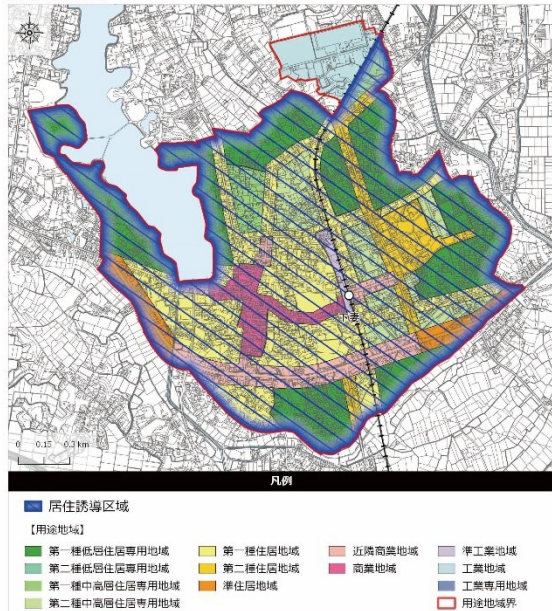 下妻
0 0.15 0.3 km
凡例
居住誘導区域
【用途地域】
第一種低層住居専用地域
第二種低層住居専用地域
第一種中高層住居専用地域
第二種中高層住居専用地域
第一種住居地域
第二種住居地域
準住居地域
近隣商業地域
商業地域
準工業地域
工業地域
工業専用地域
用途地域界